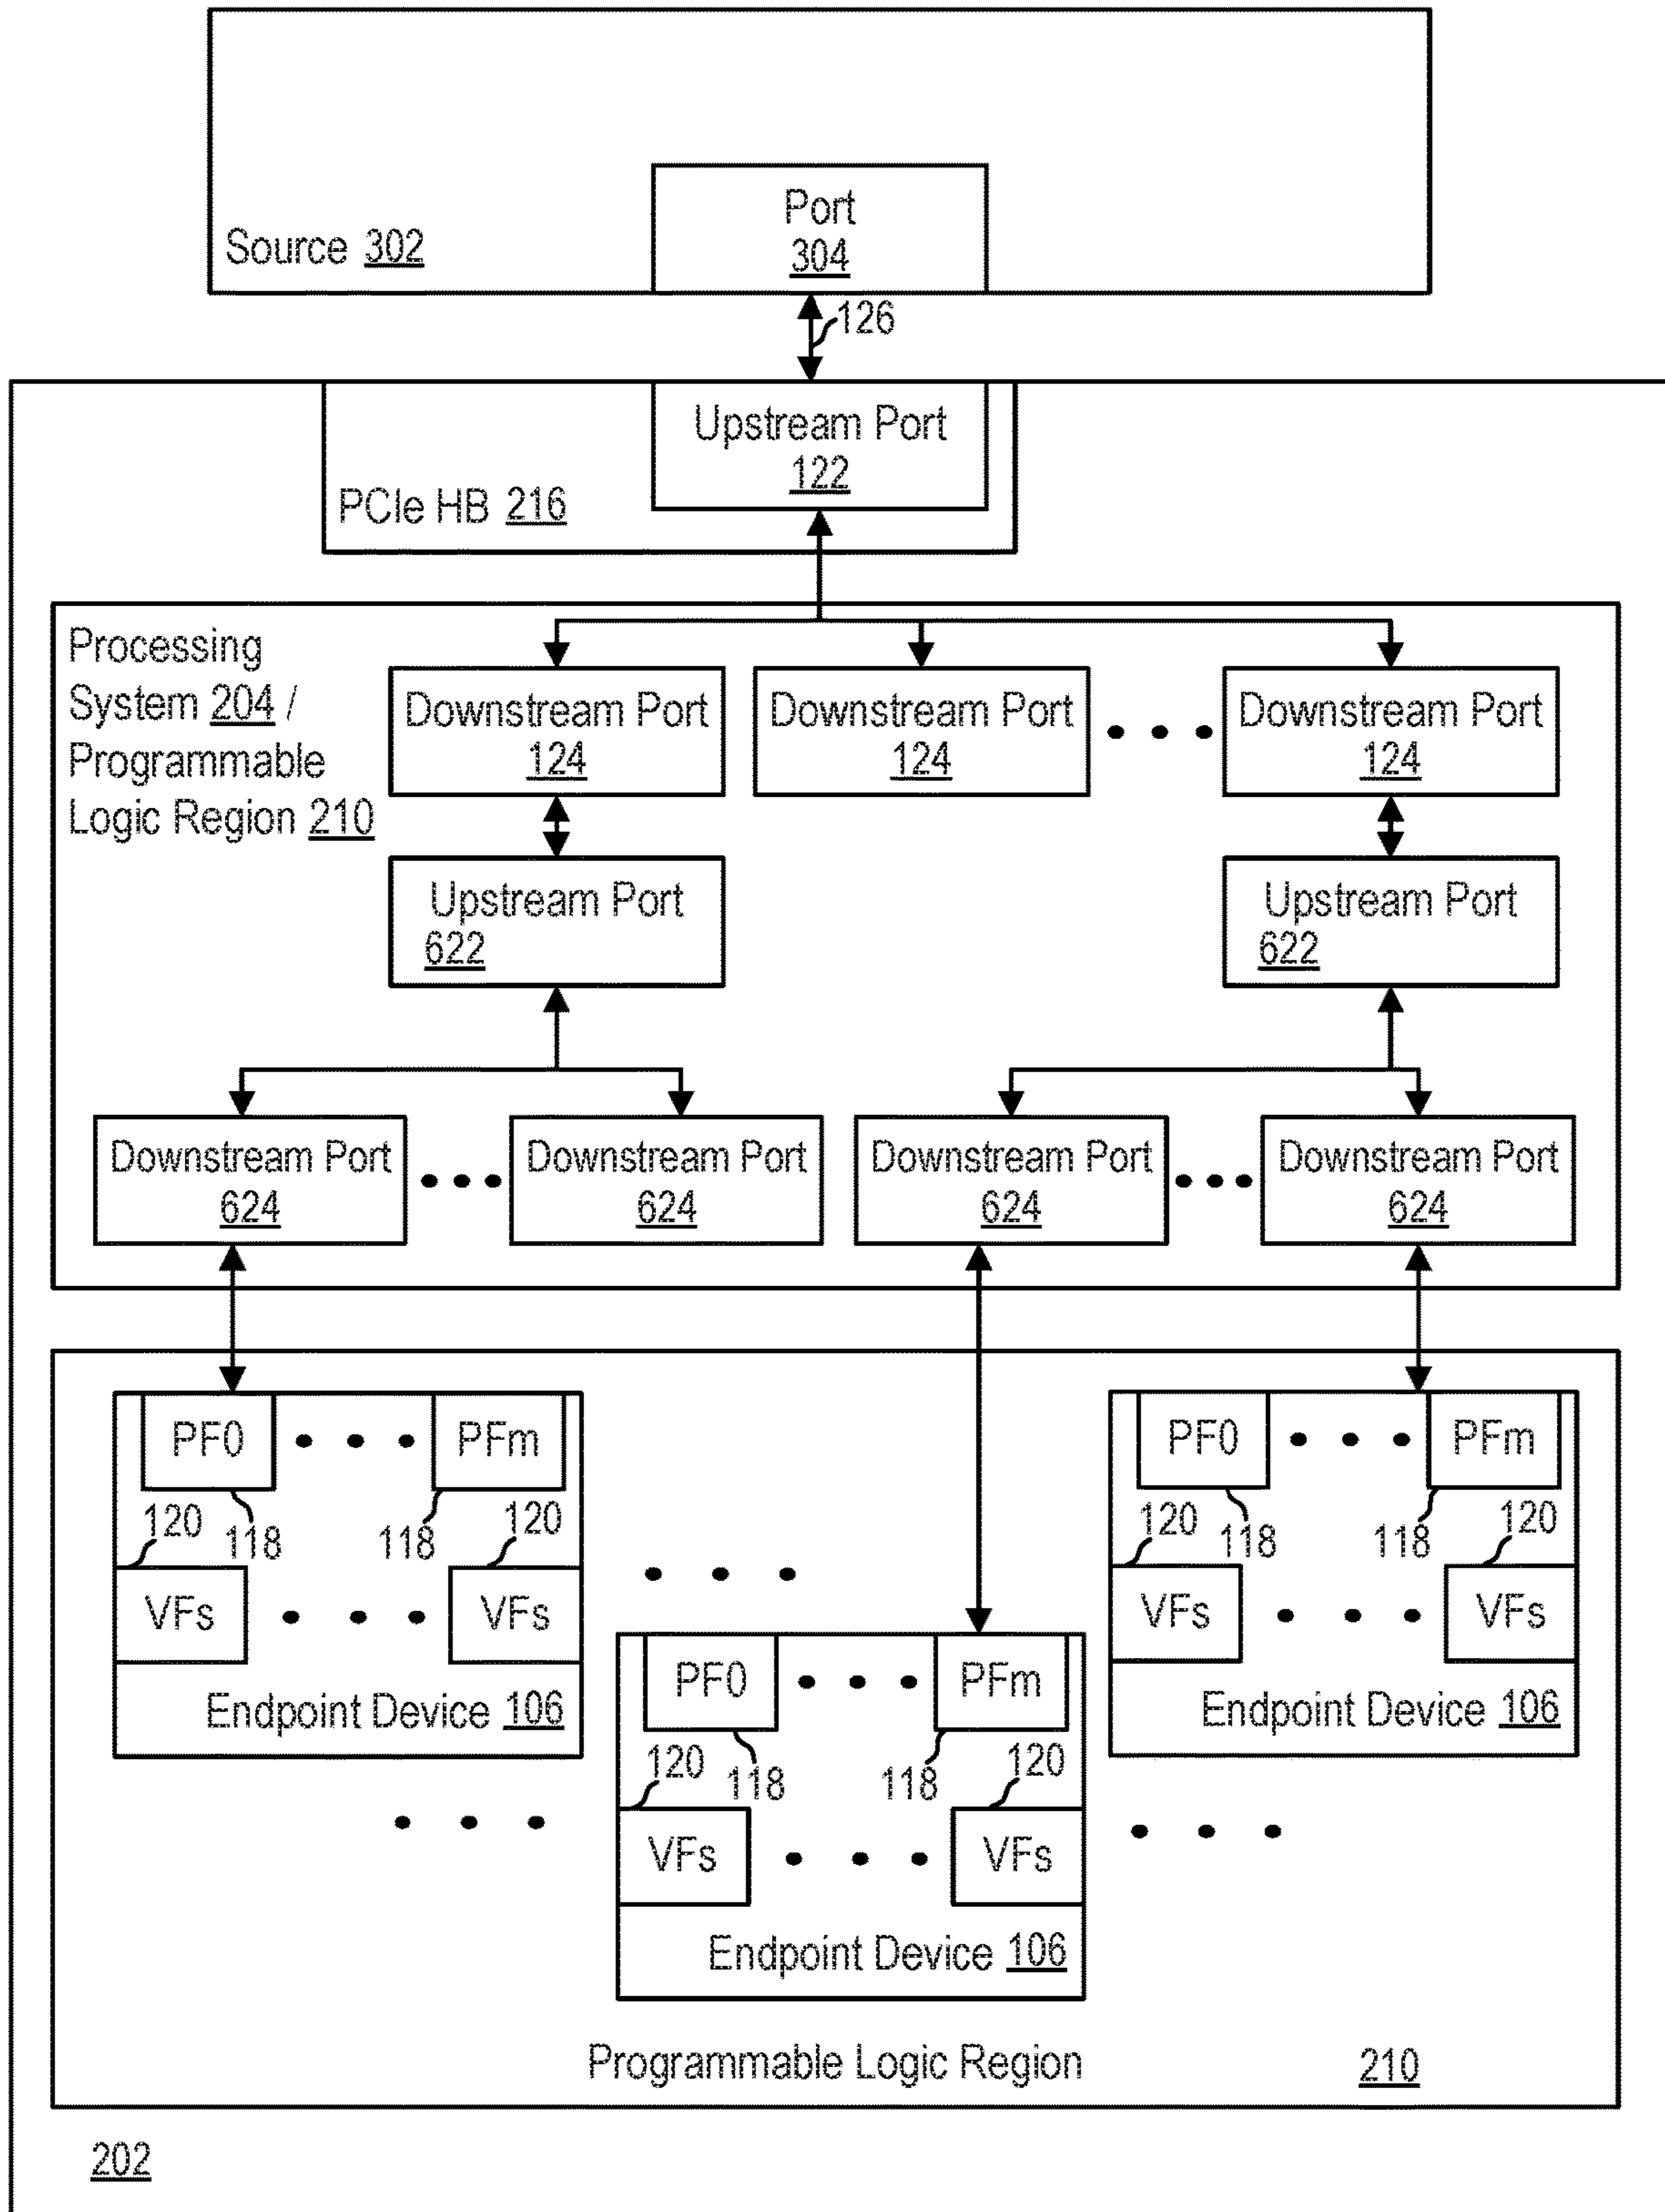 Port
304
Source 302
126
Upstream Port
122
PCIe HB 216
Processing
System 204 /
Programmable
Logic Region 210
Downstream Port
124
Downstream Port
124
Downstream Port
124
Upstream Port
622
Upstream Port
622
Downstream Port
624
Downstream Port
624
Downstream Port
624
Downstream Port
624
PF0
PFm
120
118
118
120
VFs
VFs
Endpoint Device 106
PF0
PFm
120
118
118
120
VFs
VFs
Endpoint Device 106
PF0
PFm
120
118
118
120
VFs
VFs
Endpoint Device 106
Programmable Logic Region
210
202